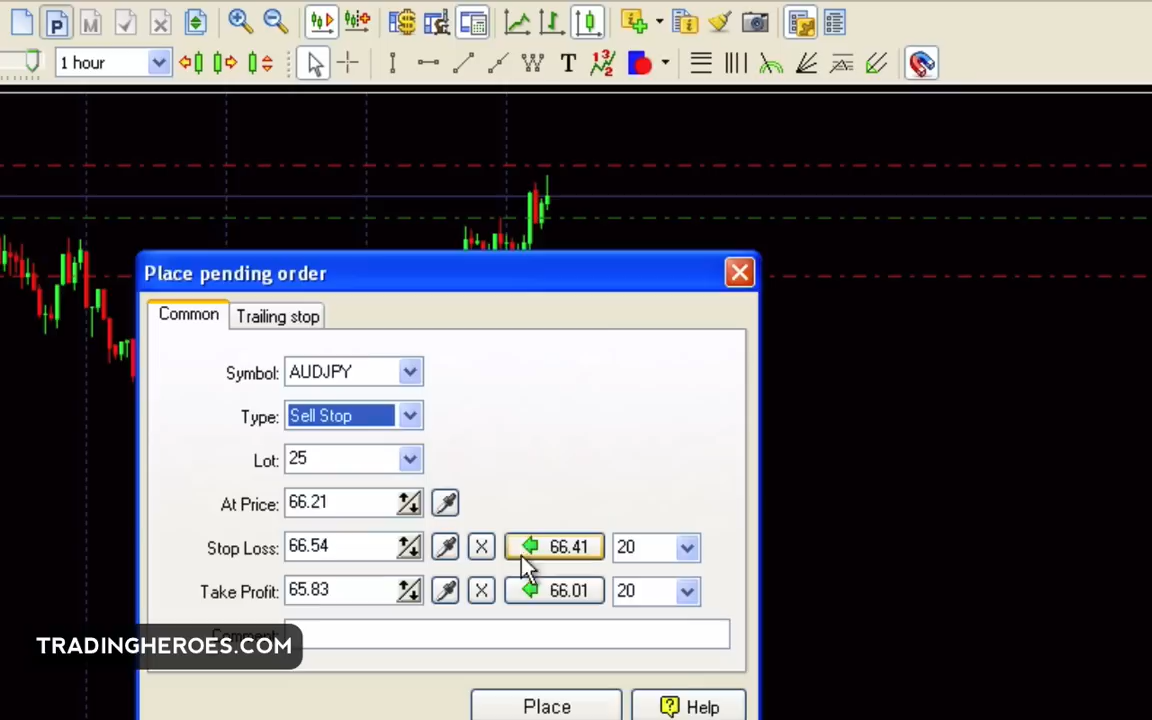 P
M
1 hour
T
Place pending order
Common
Trailing stop
Symbol:
AUDJPY
Type:
Sell Stop
Lot:
25
At Price:
66.21
Stop Loss:
66.54
X
66.41
20
Take Profit:
65.83
X
66.01
20
Comment:
TRADINGHEROES.COM
Place
Help